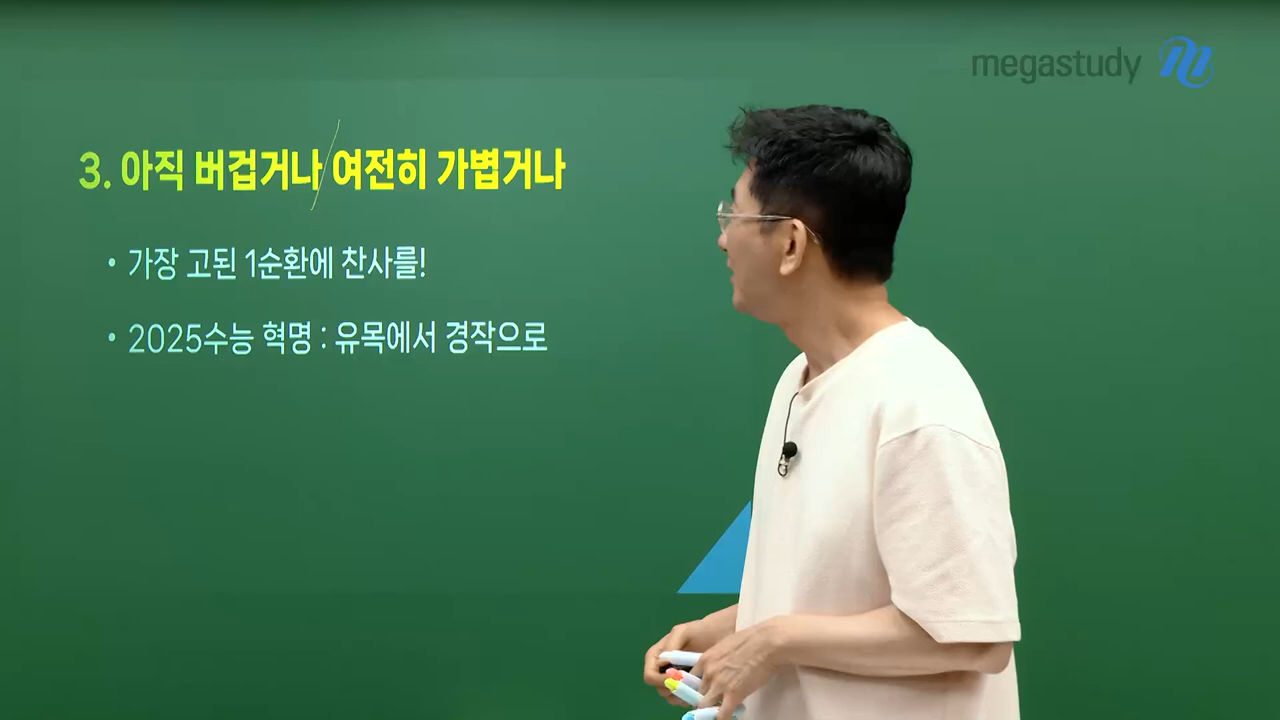 megastudy
3. 아직 버겁거나 여전히 가볍거나
• 가장 고된 1순환에 찬사를!
• 2025수능 혁명 : 유목에서 경작으로